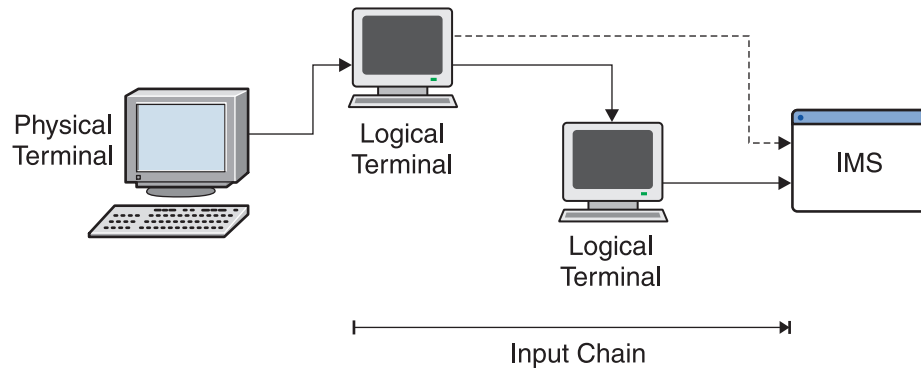 Physical
Terminal
Logical
Terminal
Logical
Terminal
IMS
Input Chain